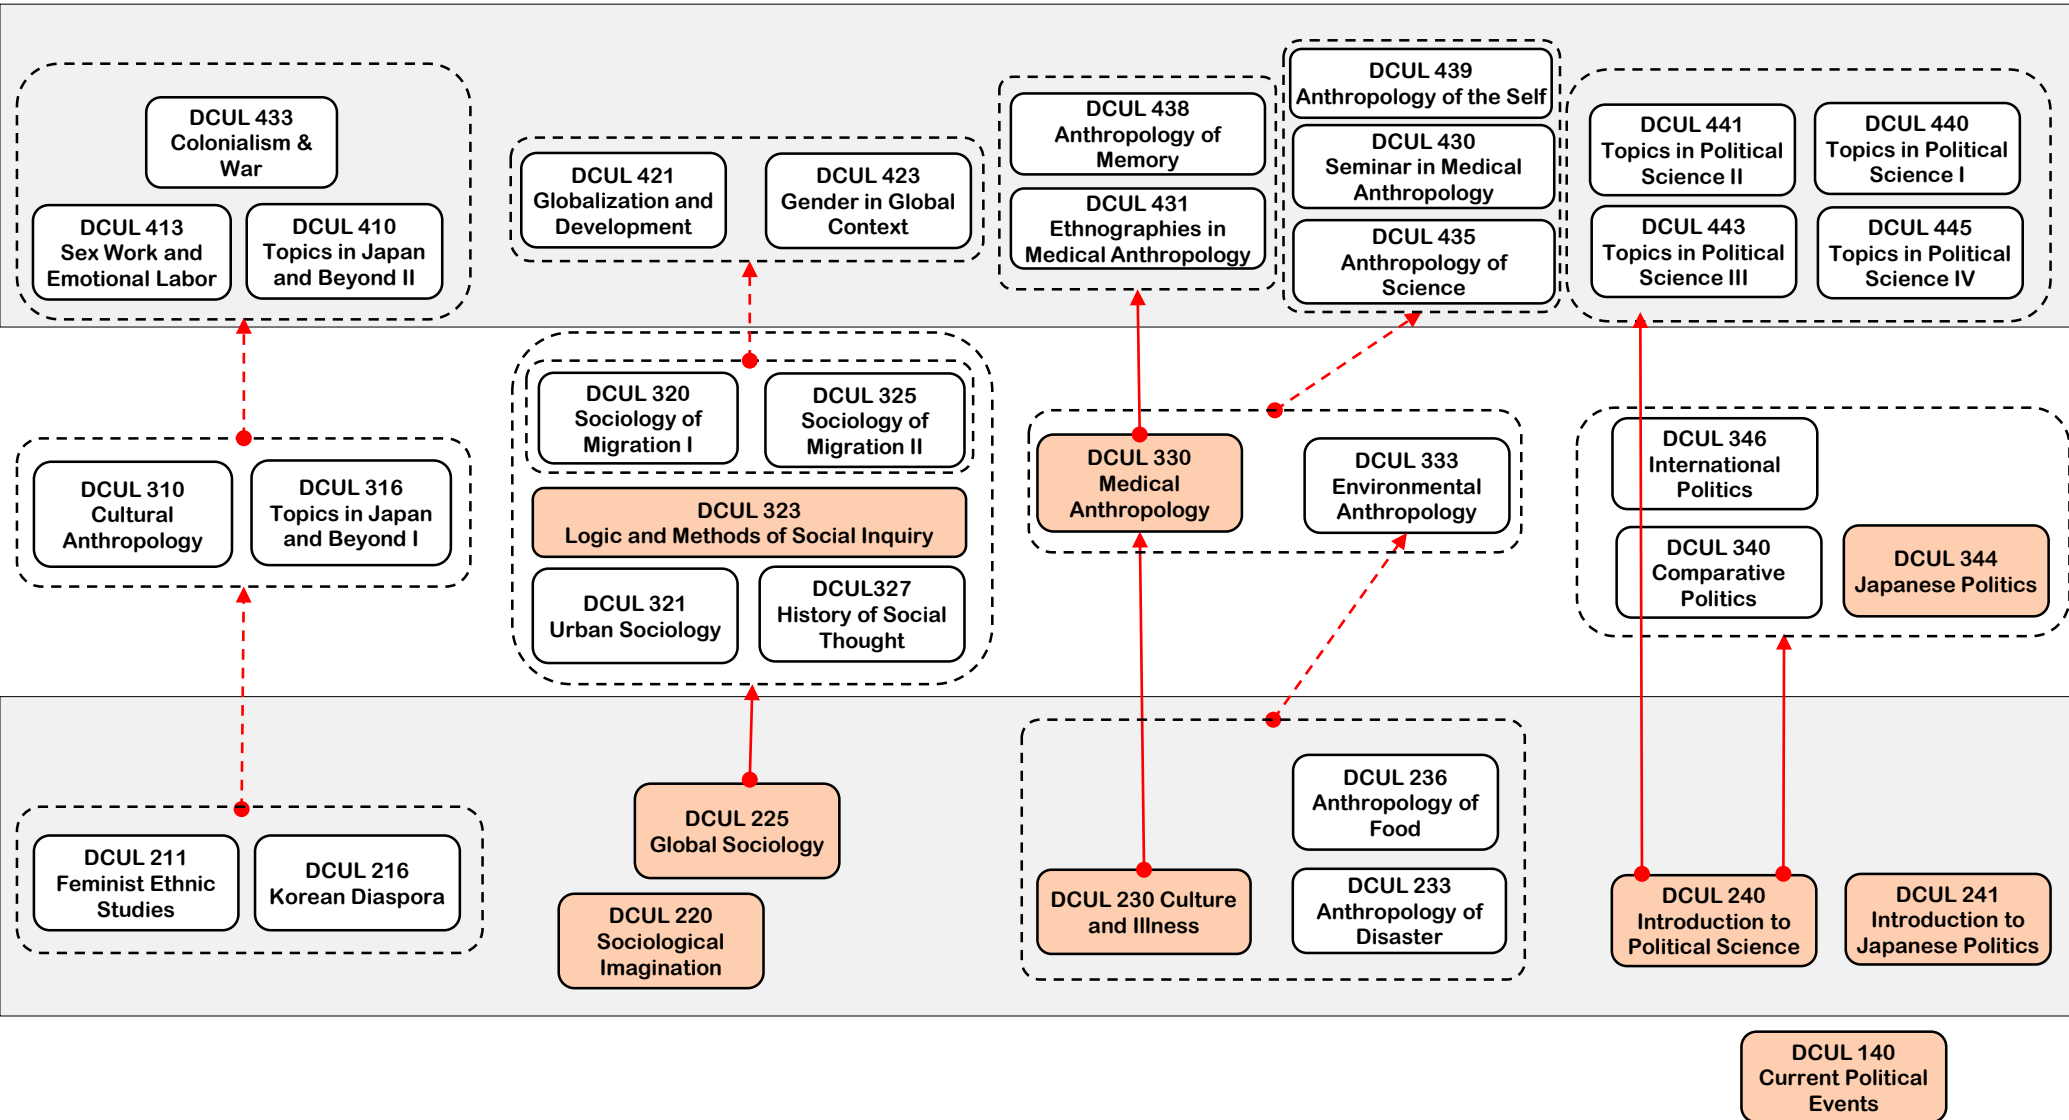 DCUL 433
Colonialism &
War
DCUL 413
Sex Work and
Emotional Labor
DCUL 410
Topics in Japan
and Beyond II
DCUL 421
Globalization and
Development
DCUL 423
Gender in Global
Context
DCUL 438
Anthropology of
Memory
DCUL 431
Ethnographies in
Medical Anthropology
DCUL 439
Anthropology of the Self
DCUL 430
Seminar in Medical
Anthropology
DCUL 435
Anthropology of
Science
DCUL 441
Topics in Political
Science II
DCUL 440
Topics in Political
Science I
DCUL 443
Topics in Political
Science III
DCUL 445
Topics in Political
Science IV
DCUL 310
Cultural
Anthropology
DCUL 316
Topics in Japan
and Beyond I
DCUL 320
Sociology of
Migration I
DCUL 325
Sociology of
Migration II
DCUL 323
Logic and Methods of Social Inquiry
DCUL 321
Urban Sociology
DCUL327
History of Social
Thought
DCUL 330
Medical
Anthropology
DCUL 333
Environmental
Anthropology
DCUL 346
International
Politics
DCUL 340
Comparative
Politics
DCUL 344
Japanese Politics
DCUL 211
Feminist Ethnic
Studies
DCUL 216
Korean Diaspora
DCUL 225
Global Sociology
DCUL 220
Sociological
Imagination
DCUL 230 Culture
and Illness
DCUL 236
Anthropology of
Food
DCUL 233
Anthropology of
Disaster
DCUL 240
Introduction to
Political Science
DCUL 241
Introduction to
Japanese Politics
DCUL 140
Current Political
Events